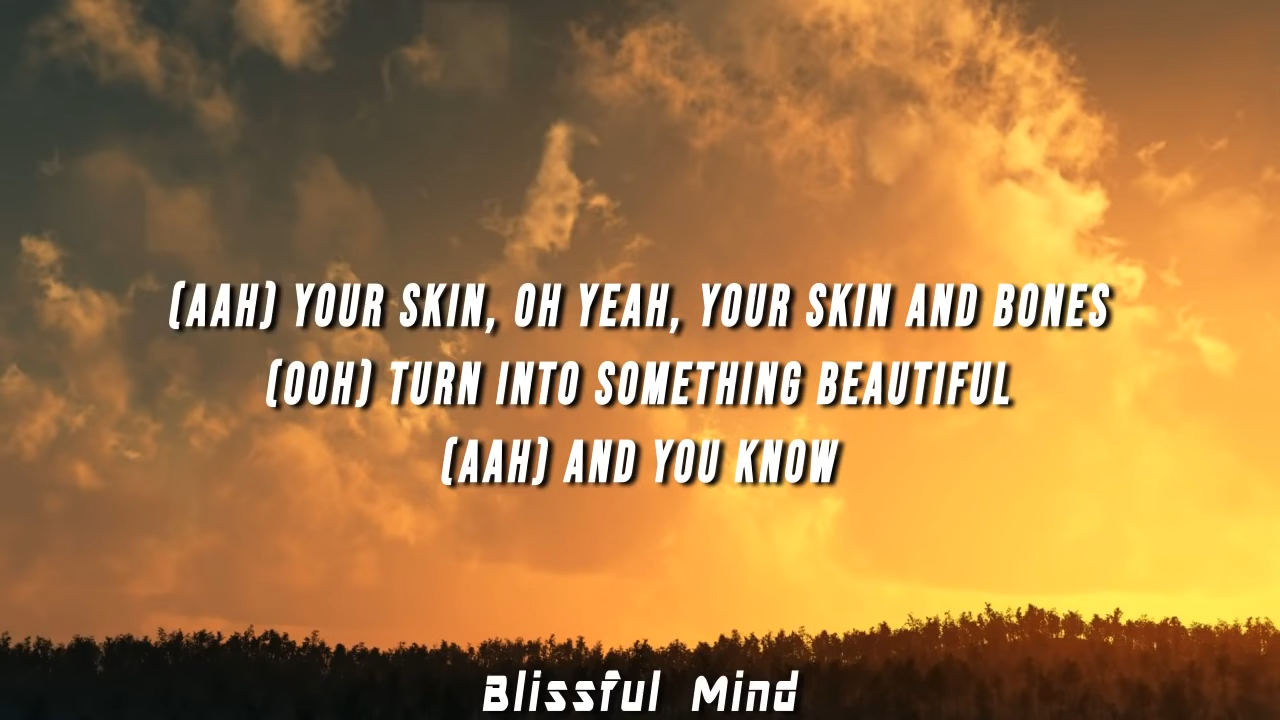 (AAH) YOUR SKIN, OH YEAH, YOUR SKIN AND BONES
(OOH) TURN INTO SOMETHING BEAUTIFUL
(AAH) AND YOU KNOW
Blissful Mind